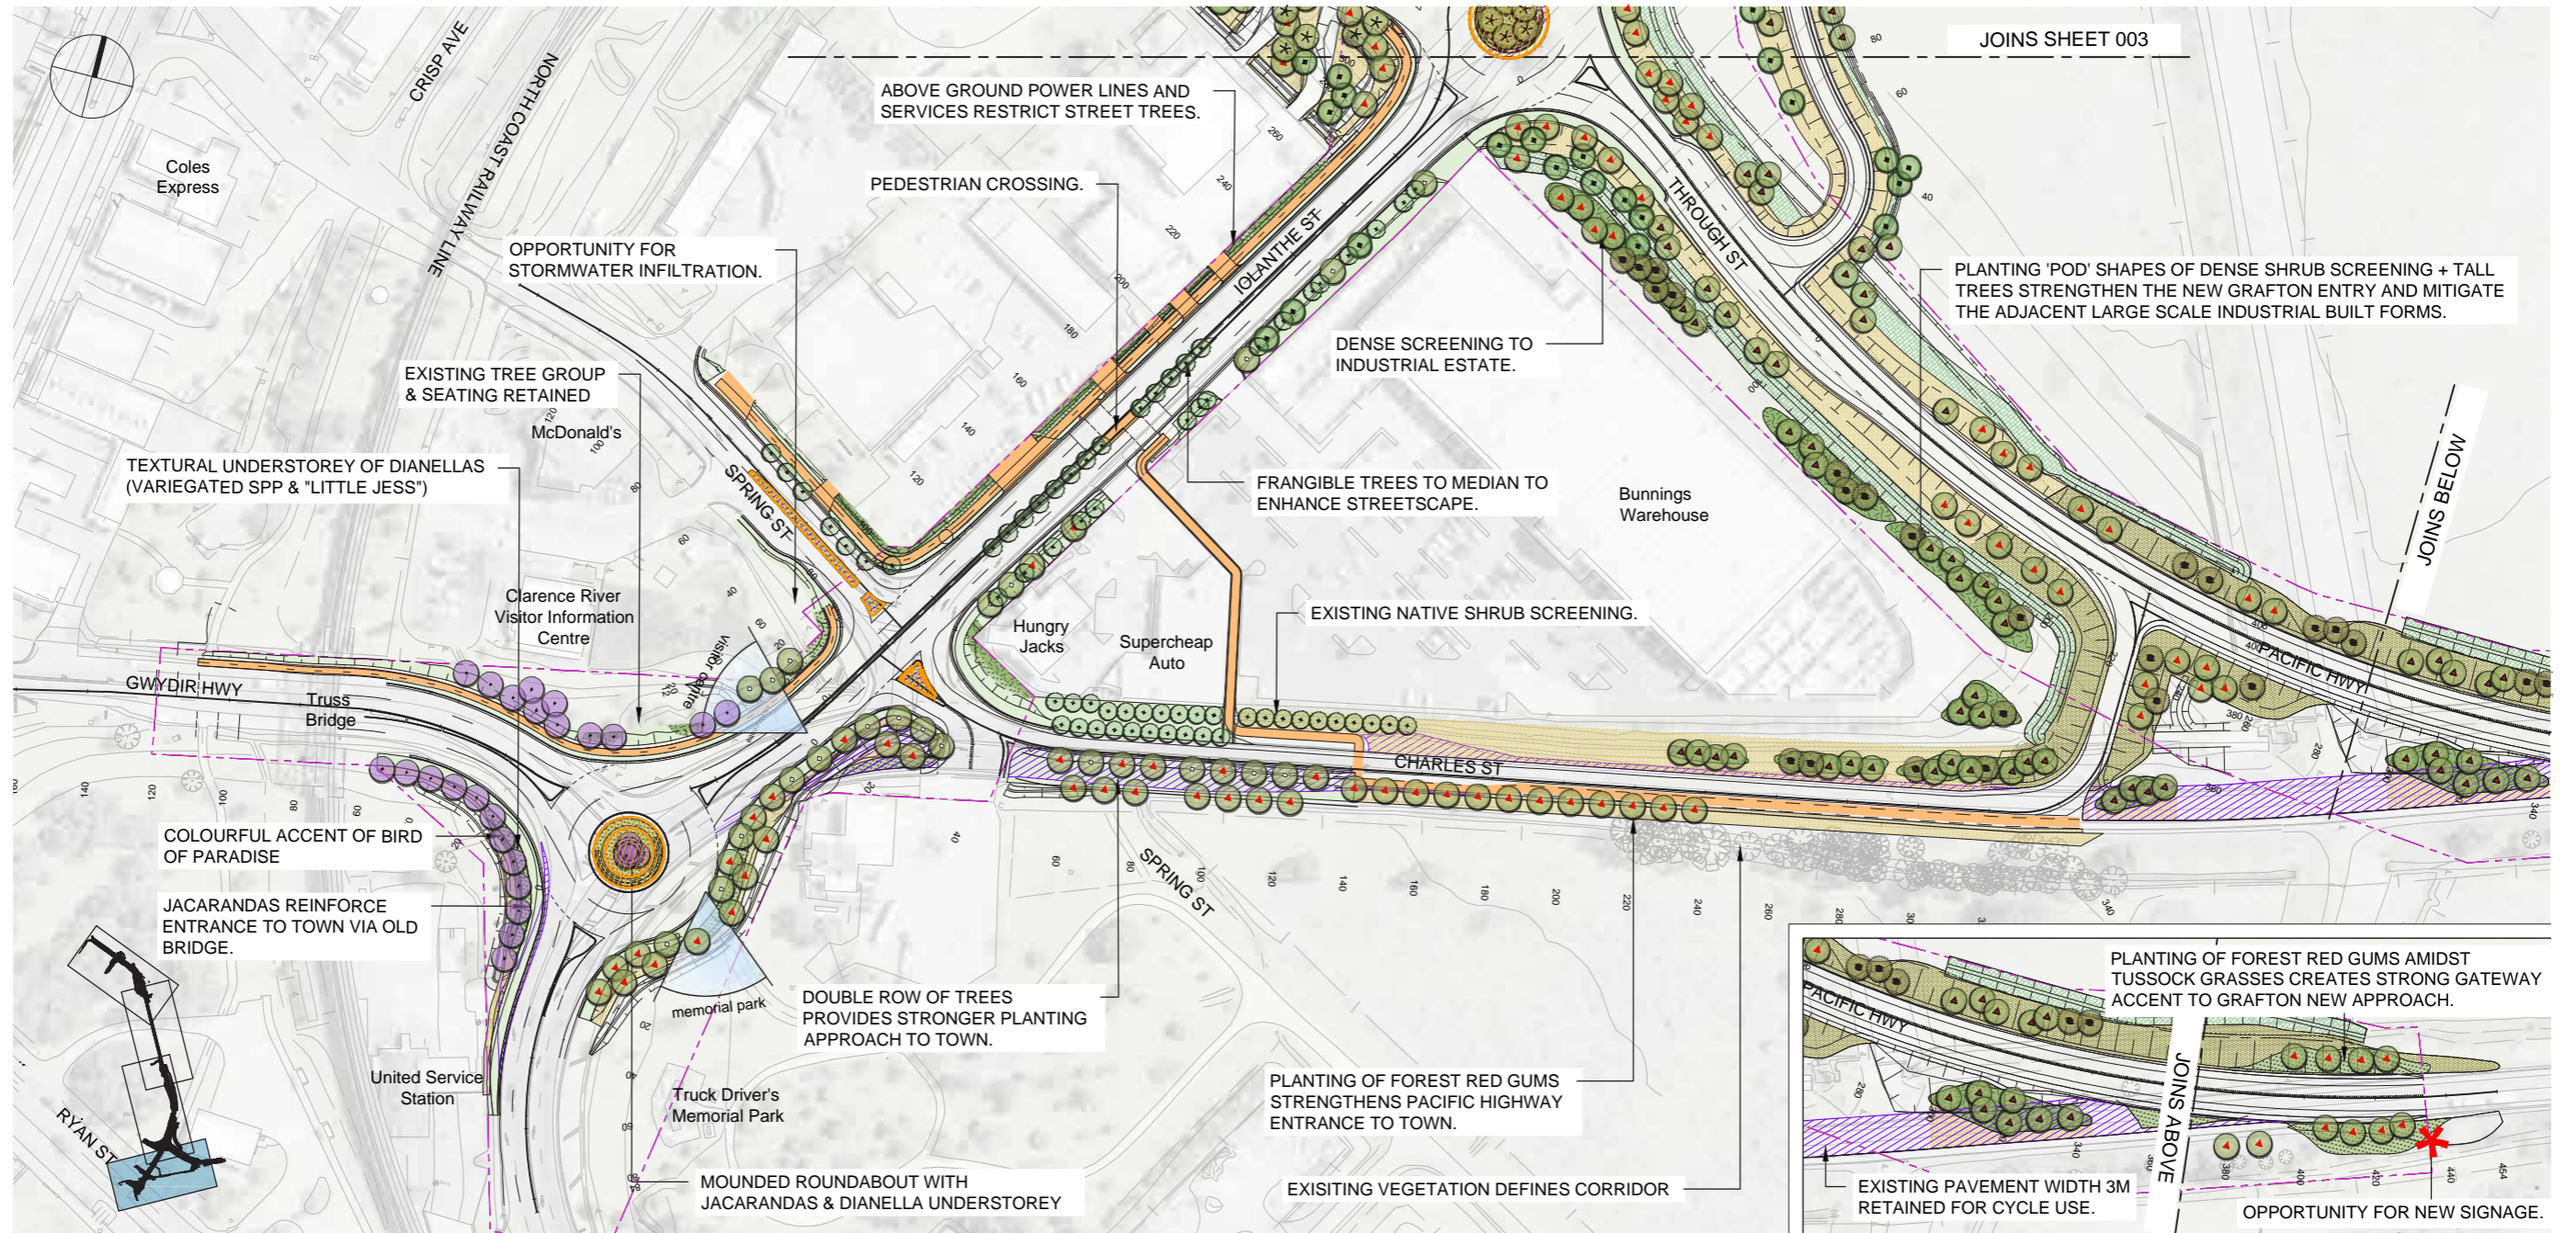 JOINS SHEET 003
CRISP AVE
NORTH COAST RAILWAY LINE
ABOVE GROUND POWER LINES AND
SERVICES RESTRICT STREET TREES.
Coles
Express
PEDESTRIAN CROSSING.
OPPORTUNITY FOR
STORMWATER INFILTRATION.
IOLANTHE ST
THROUGH ST
PLANTING 'POD' SHAPES OF DENSE SHRUB SCREENING + TALL
TREES STRENGTHEN THE NEW GRAFTON ENTRY AND MITIGATE
THE ADJACENT LARGE SCALE INDUSTRIAL BUILT FORMS.
DENSE SCREENING TO
INDUSTRIAL ESTATE.
EXISTING TREE GROUP
& SEATING RETAINED
McDonald's
TEXTURAL UNDERSTOREY OF DIANELLAS
(VARIEGATED SPP & "LITTLE JESS")
SPRING ST
FRANGIBLE TREES TO MEDIAN TO
ENHANCE STREETSCAPE.
Bunnings
Warehouse
JOINS BELOW
Clarence River
Visitor Information
Centre
visitor centre
Hungry
Jacks
Supercheap
Auto
EXISTING NATIVE SHRUB SCREENING.
PACIFIC HWY
GWYDIR HWY
Truss
Bridge
CHARLES ST
COLOURFUL ACCENT OF BIRD
OF PARADISE
JACARANDAS REINFORCE
ENTRANCE TO TOWN VIA OLD
BRIDGE.
SPRING ST
memorial park
DOUBLE ROW OF TREES
PROVIDES STRONGER PLANTING
APPROACH TO TOWN.
PLANTING OF FOREST RED GUMS AMIDST
TUSSOCK GRASSES CREATES STRONG GATEWAY
ACCENT TO GRAFTON NEW APPROACH.
PACIFIC HWY
JOINS ABOVE
United Service
Station
Truck Driver's
Memorial Park
PLANTING OF FOREST RED GUMS
STRENGTHENS PACIFIC HIGHWAY
ENTRANCE TO TOWN.
RYAN ST
MOUNDED ROUNDABOUT WITH
JACARANDAS & DIANELLA UNDERSTOREY
EXISITING VEGETATION DEFINES CORRIDOR
EXISTING PAVEMENT WIDTH 3M
RETAINED FOR CYCLE USE.
OPPORTUNITY FOR NEW SIGNAGE.